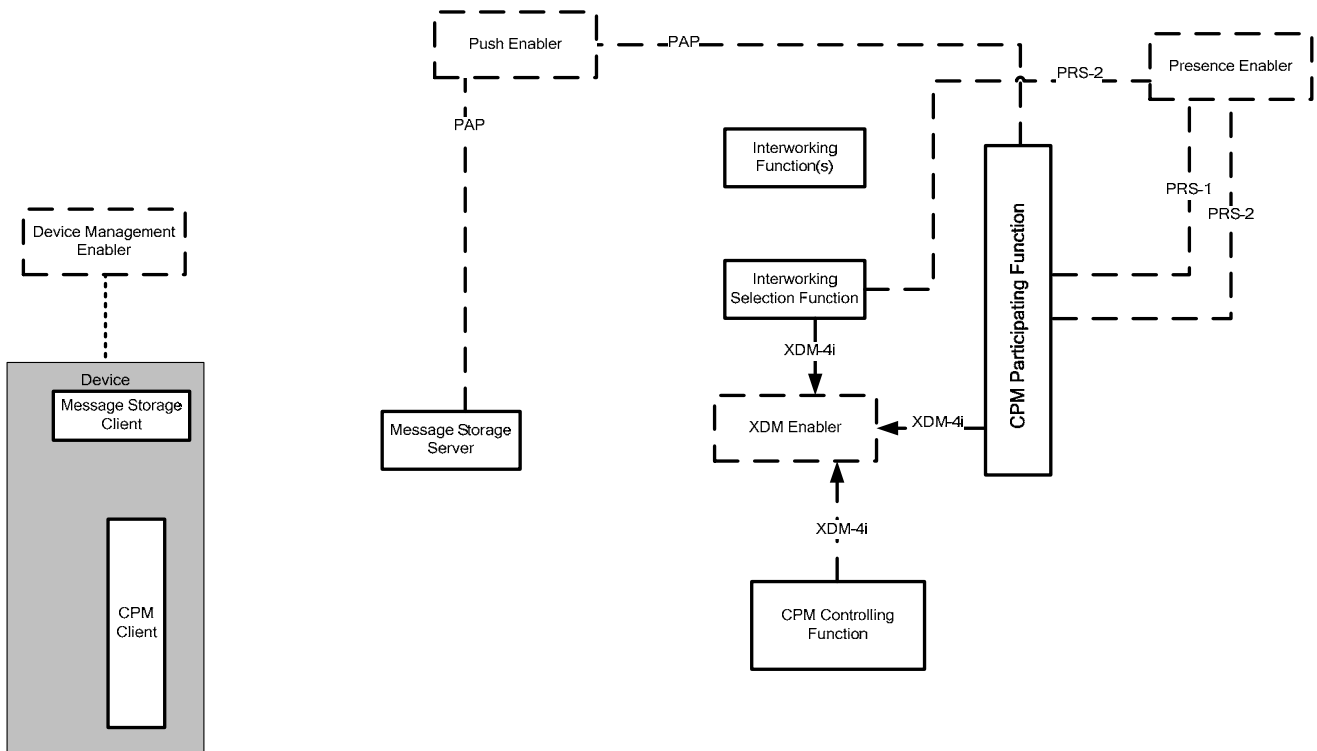 Push Enabler
PAP
Presence Enabler
PRS-2
PAP
Interworking
Function(s)
PRS-1
PRS-2
CPM Participating Function
Device Management
Enabler
Interworking
Selection Function
XDM-4i
Device
Message Storage
Client
Message Storage
Server
XDM Enabler
XDM-4i
XDM-4i
CPM
Client
CPM Controlling
Function